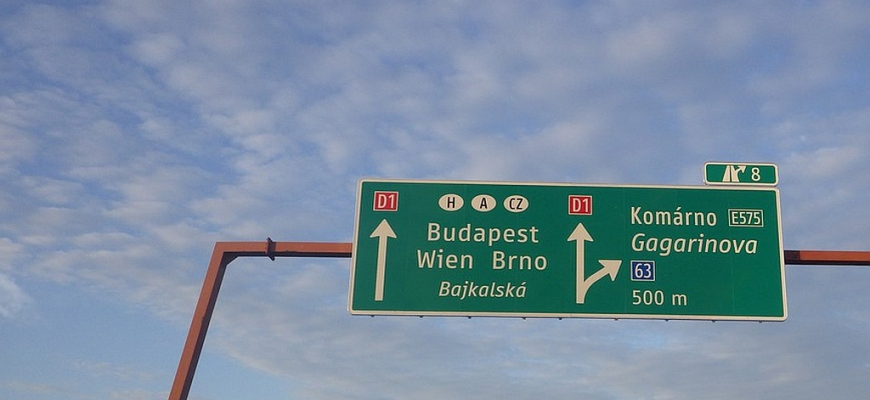 8
D1 H A CZ D1
Budapest
Wien Brno
Bajkalská
Komárno E575
Gagarinova
63
500 m